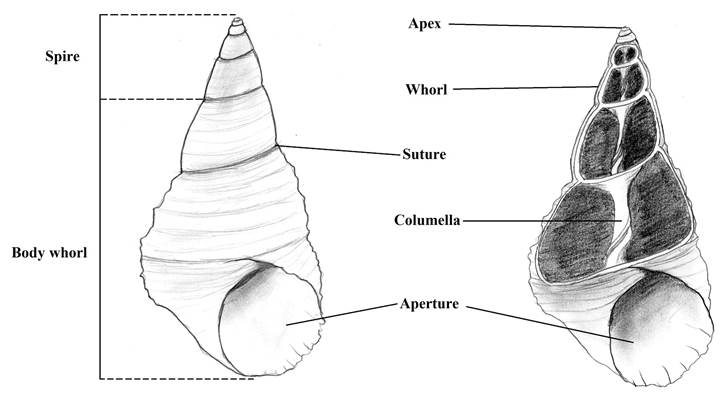 Apex
Spire
Whorl
Suture
Columella
Body whorl
Aperture